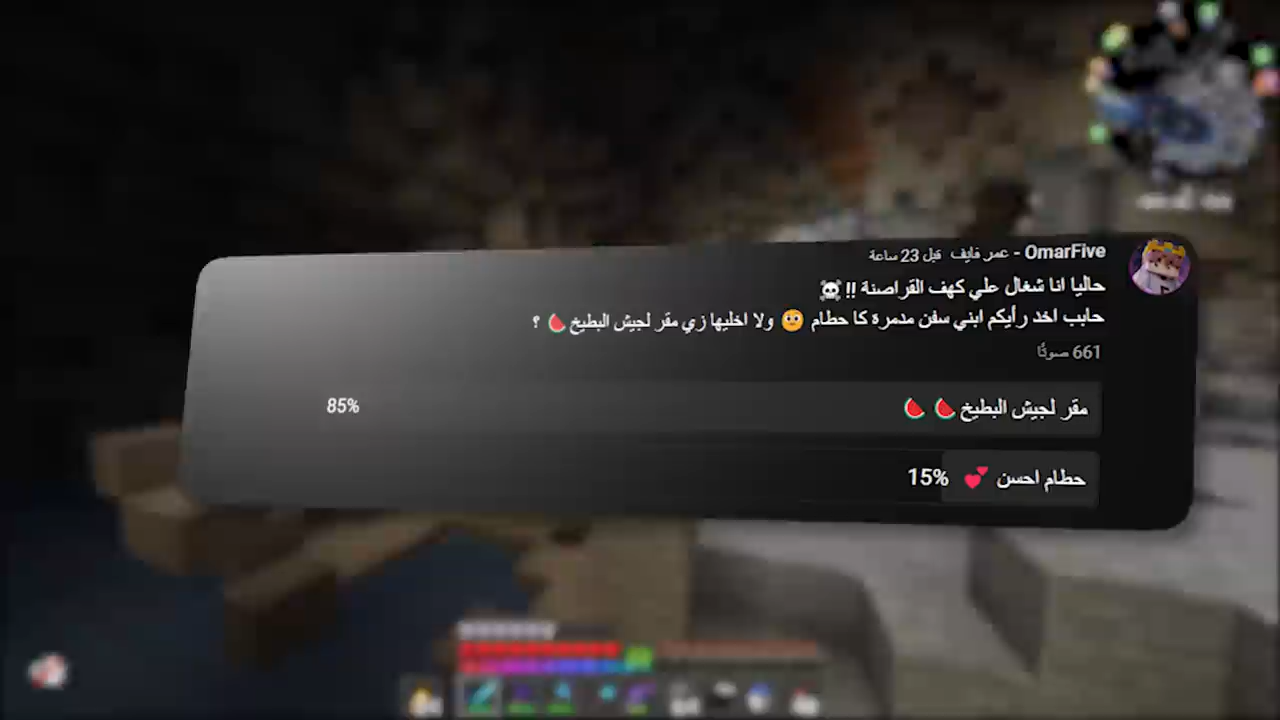 OmarFive - عمر فايف قبل 23 ساعة
حاليا انا شغال علي كهف القراصنة !! ☠️
حابب اخد رأيكم ابني سفن مدمرة كا حطام 🥺 ولا اخليها زي مقر لجيش البطيخ 🍉 ؟
661 صوتًا
مقر لجيش البطيخ 🍉 🍉 85%
حطام احسن 💕 15%